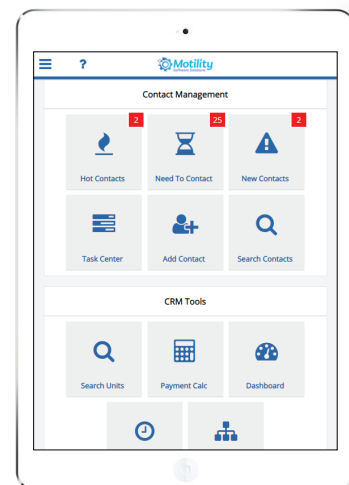 ?
Motility
Software Solutions
Contact Management
2
25
2
Hot Contacts
Need To Contact
New Contacts
Task Center
Add Contact
Search Contacts
CRM Tools
Search Units
Payment Calc
Dashboard